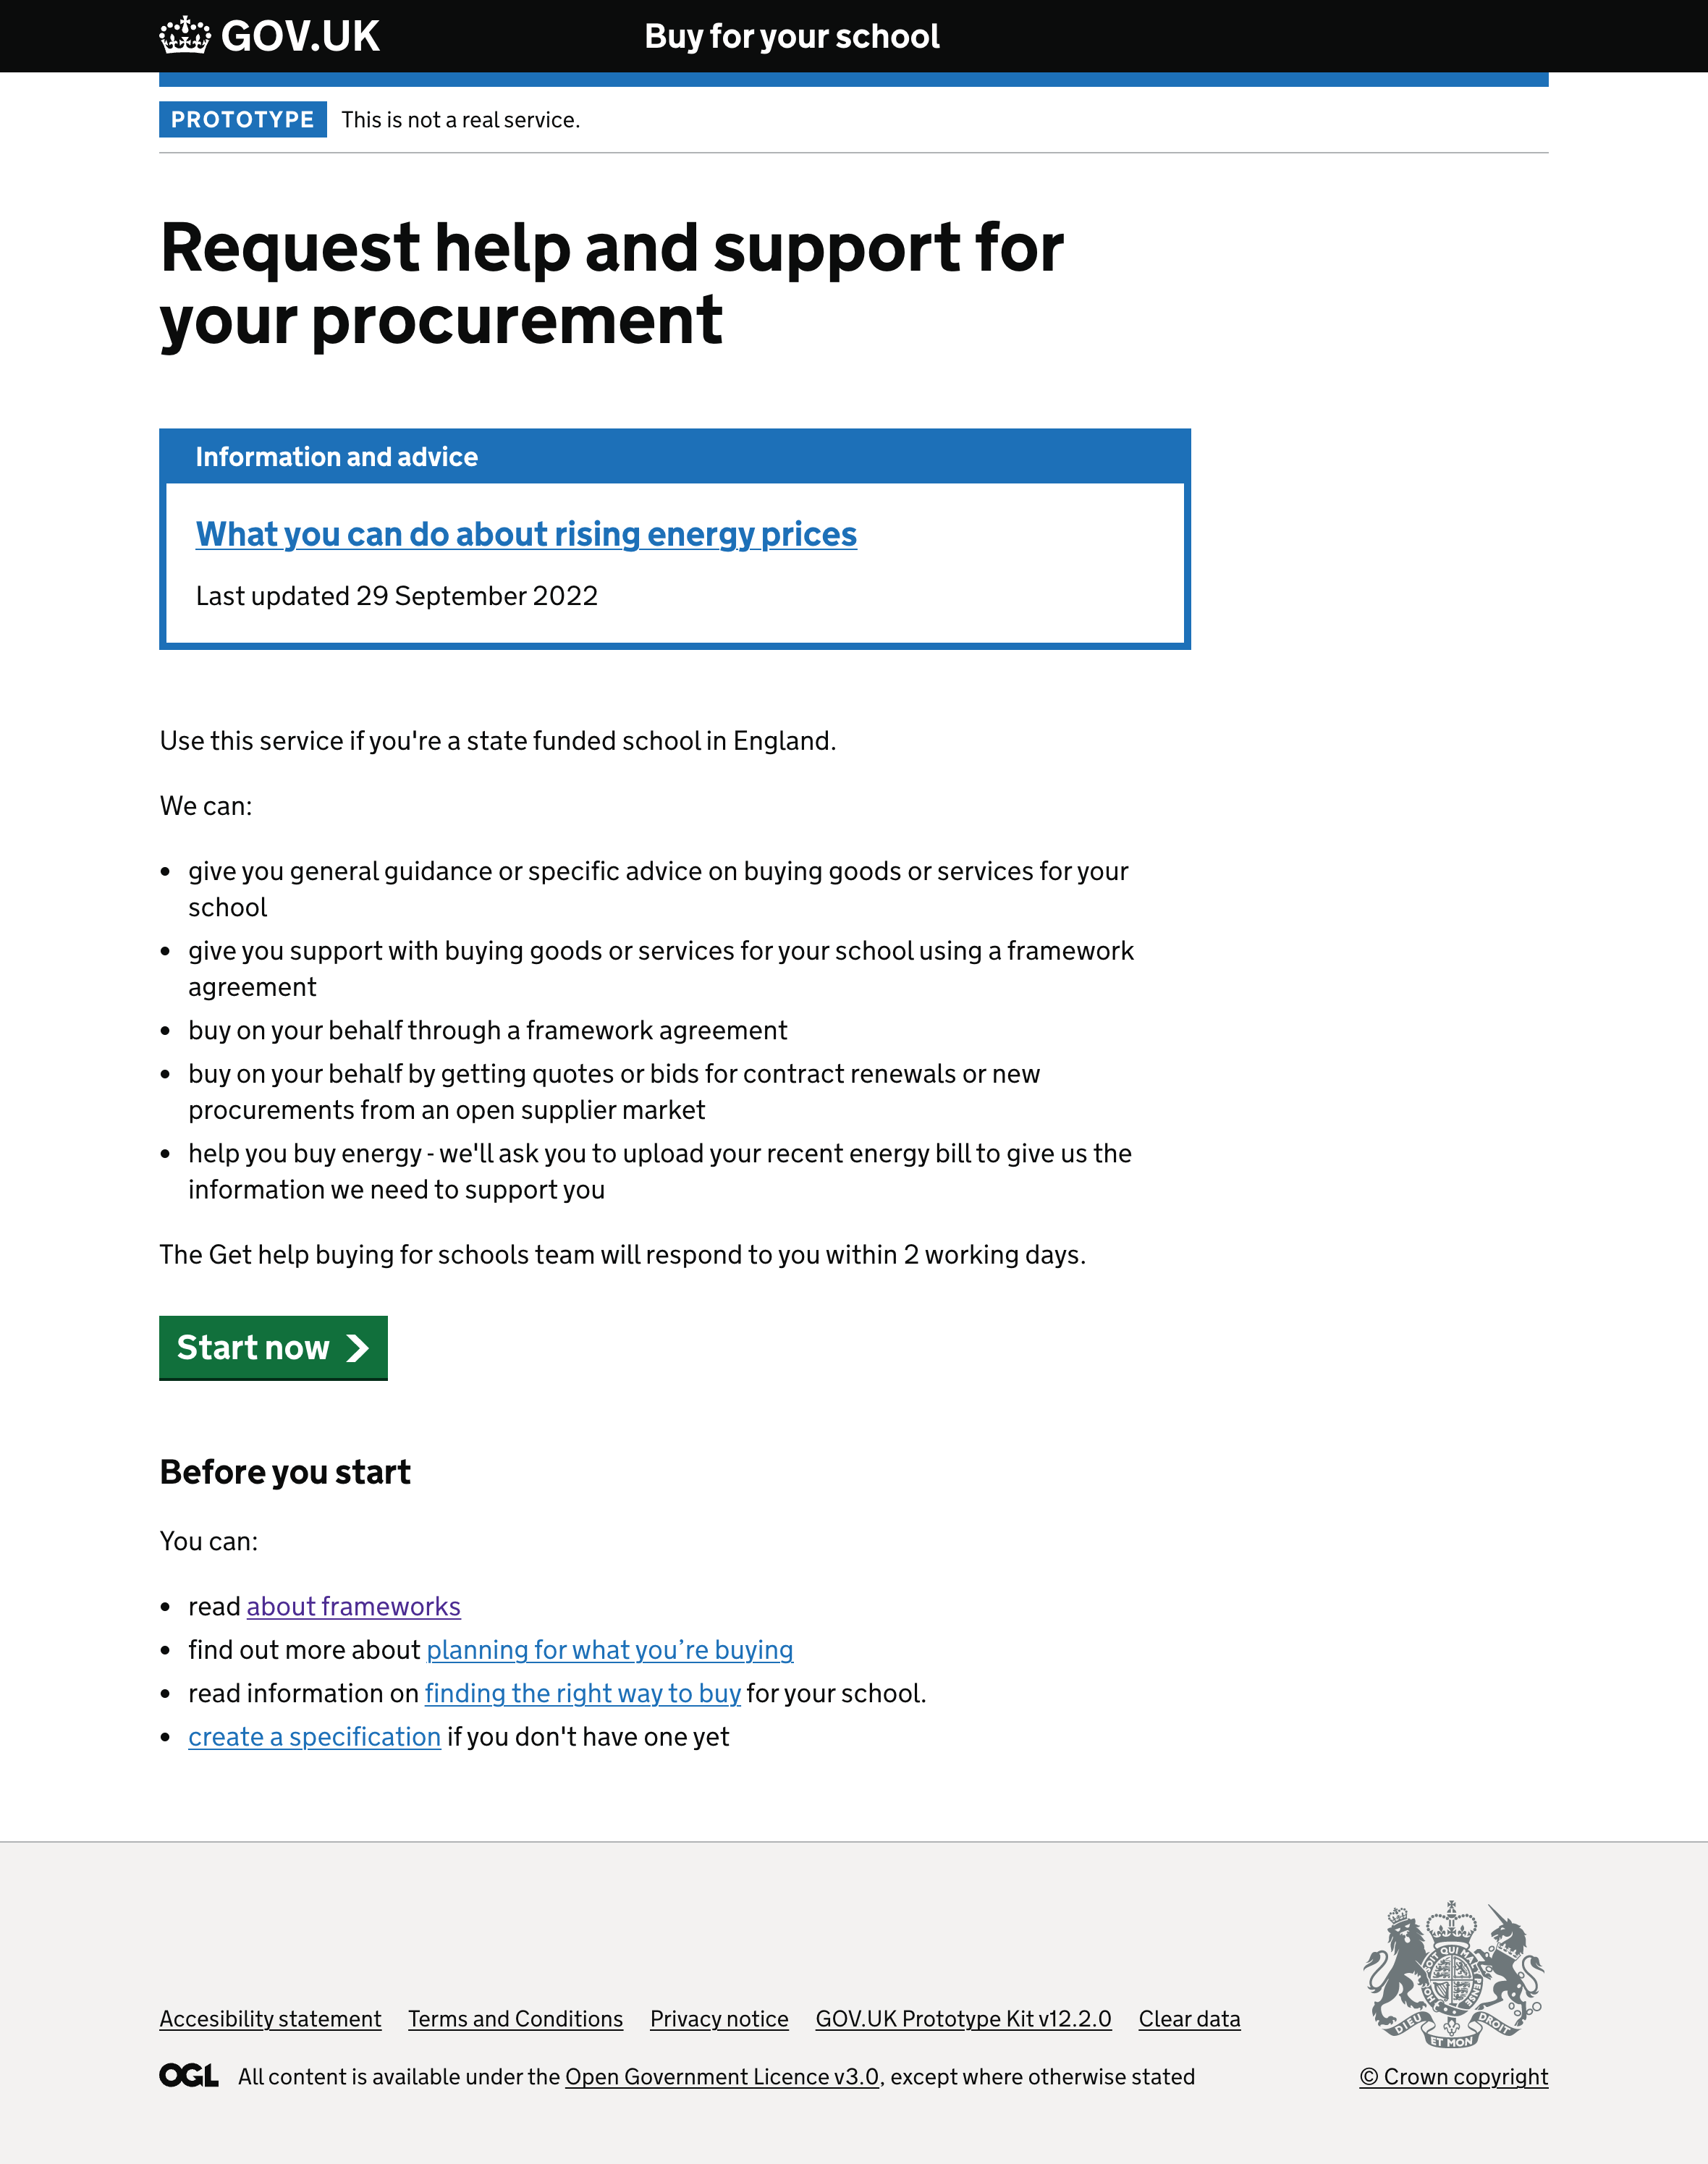 GOV.UK
Buy for your school
PROTOTYPE This is not a real service.
Request help and support for
your procurement
Information and advice
What you can do about rising energy prices
Last updated 29 September 2022
Use this service if you're a state funded school in England.
We can:
• give you general guidance or specific advice on buying goods or services for your
school
• give you support with buying goods or services for your school using a framework
agreement
• buy on your behalf through a framework agreement
• buy on your behalf by getting quotes or bids for contract renewals or new
procurements from an open supplier market
• help you buy energy - we'll ask you to upload your recent energy bill to give us the
information we need to support you
The Get help buying for schools team will respond to you within 2 working days.
Start now
Before you start
You can:
• read about frameworks
• find out more about planning for what you’re buying
• read information on finding the right way to buy for your school.
• create a specification if you don't have one yet
Accesibility statement Terms and Conditions Privacy notice GOV.UK Prototype Kit v12.2.0 Clear data
OGL All content is available under the Open Government Licence v3.0, except where otherwise stated
DIEU ET MON DROIT
© Crown copyright